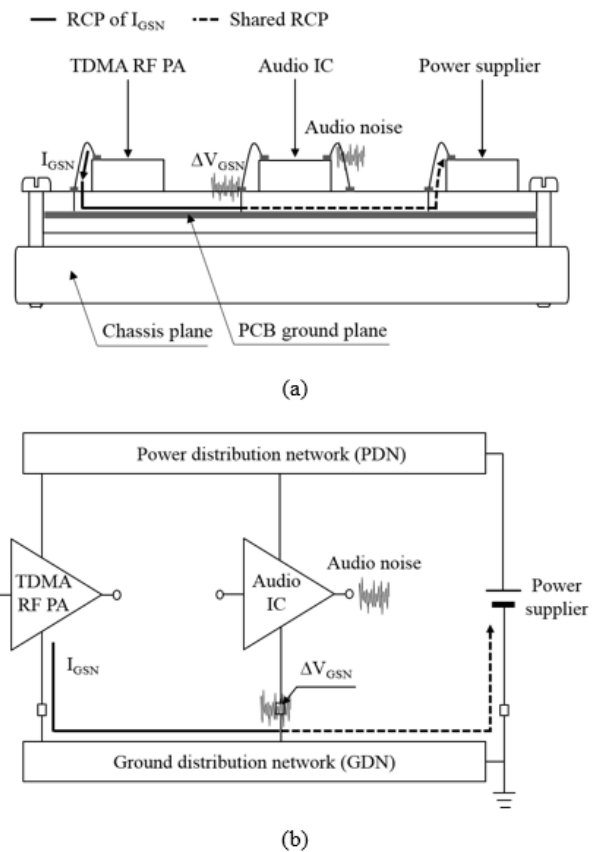 RCP of I_GSN Shared RCP
TDMA RF PA Audio IC Power supplier
Audio noise
I_GSN ΔV_GSN
Chassis plane PCB ground plane
(a)
Power distribution network (PDN)
TDMA
RF PA
Audio
IC
Audio noise
Power
supplier
I_GSN ΔV_GSN
Ground distribution network (GDN)
(b)